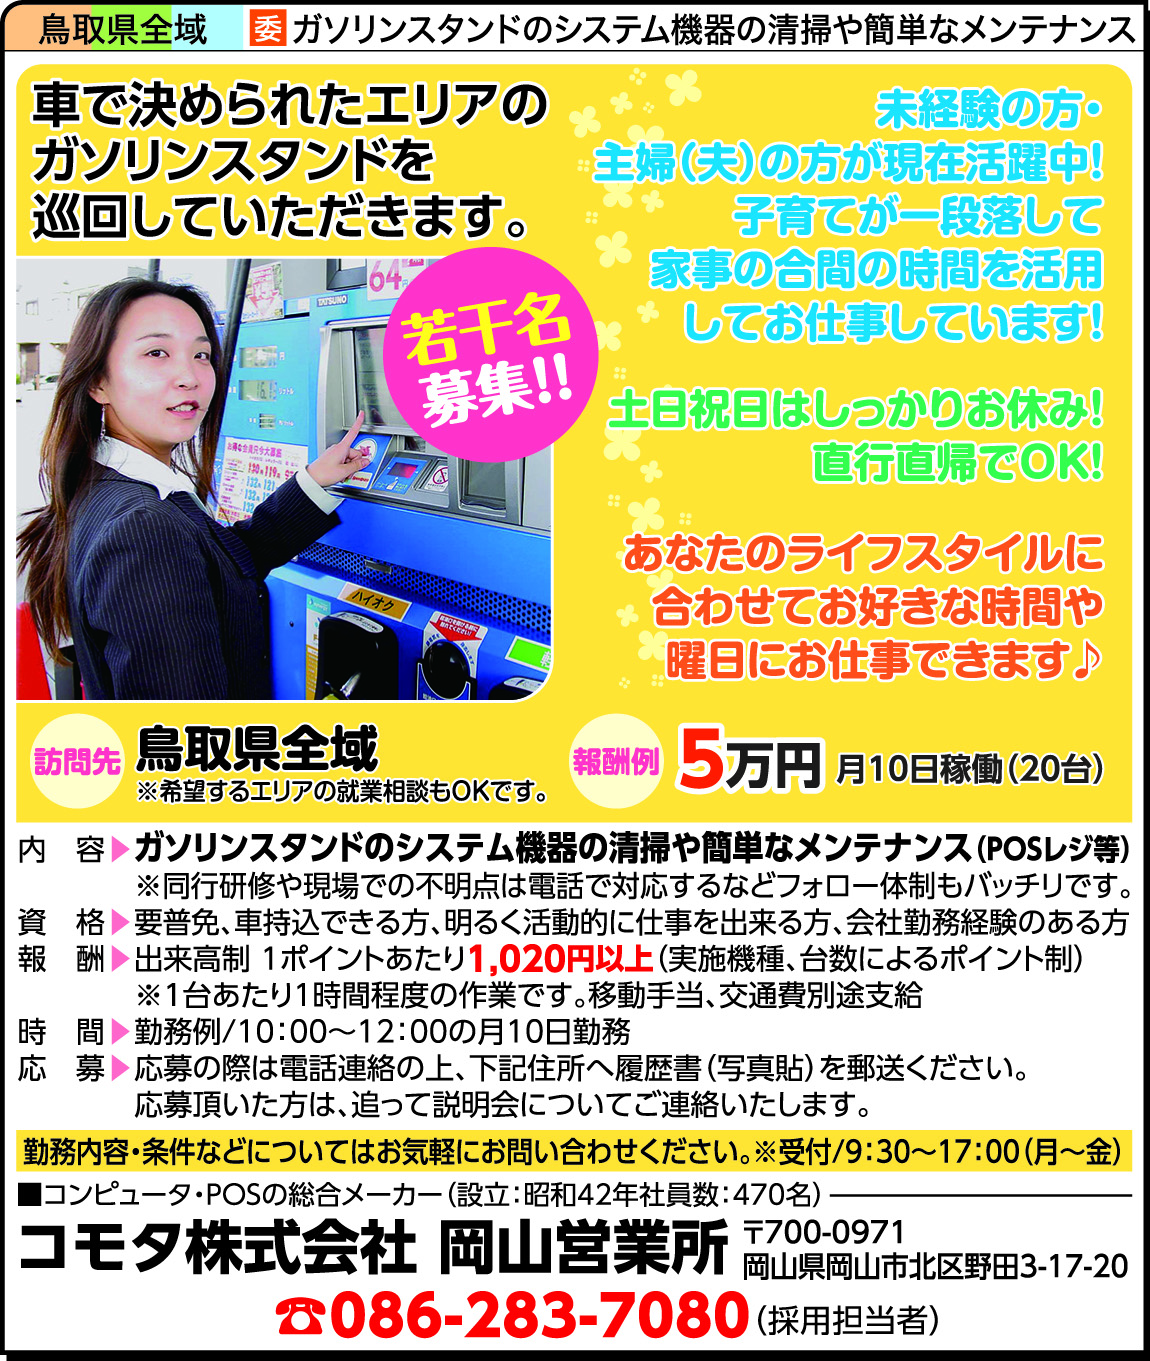 鳥取県全域 委 ガソリンスタンドのシステム機器の清掃や簡単なメンテナンス
車で決められたエリアの
ガソリンスタンドを
巡回していただきます。
未経験の方・
主婦(夫)の方が現在活躍中!
子育てが一段落して
家事の合間の時間を活用
してお仕事しています!
土日祝日はしっかりお休み!
直行直帰でOK!
あなたのライフスタイルに
合わせてお好きな時間や
曜日にお仕事できます♪
若干名
募集!!
64
TATSUNO
ハイオク
訪問先 鳥取県全域
※希望するエリアの就業相談もOKです。
報酬例 5万円 月10日稼働(20台)
内 容▶ガソリンスタンドのシステム機器の清掃や簡単なメンテナンス(POSレジ等)
※同行研修や現場での不明点は電話で対応するなどフォロー体制もバッチリです。
資 格▶要普免、車持込できる方、明るく活動的に仕事を出来る方、会社勤務経験のある方
報 酬▶出来高制 1ポイントあたり1,020円以上(実施機種、台数によるポイント制)
※1台あたり1時間程度の作業です。移動手当、交通費別途支給
時 間▶勤務例/10:00〜12:00の月10日勤務
応 募▶応募の際は電話連絡の上、下記住所へ履歴書(写真貼)を郵送ください。
応募頂いた方は、追って説明会についてご連絡いたします。
勤務内容・条件などについてはお気軽にお問い合わせください。※受付/9:30〜17:00(月〜金)
■コンピュータ・POSの総合メーカー(設立:昭和42年社員数:470名)
コモタ株式会社 岡山営業所
〒700-0971
岡山県岡山市北区野田3-17-20
☎086-283-7080(採用担当者)